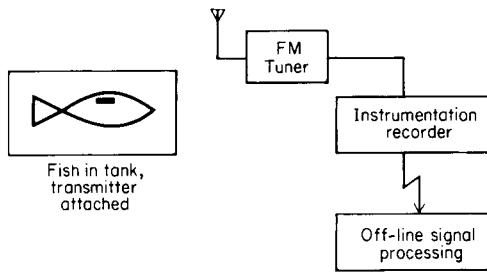 FM
Tuner
Instrumentation
recorder
Fish in tank,
transmitter
attached
Off-line signal
processing